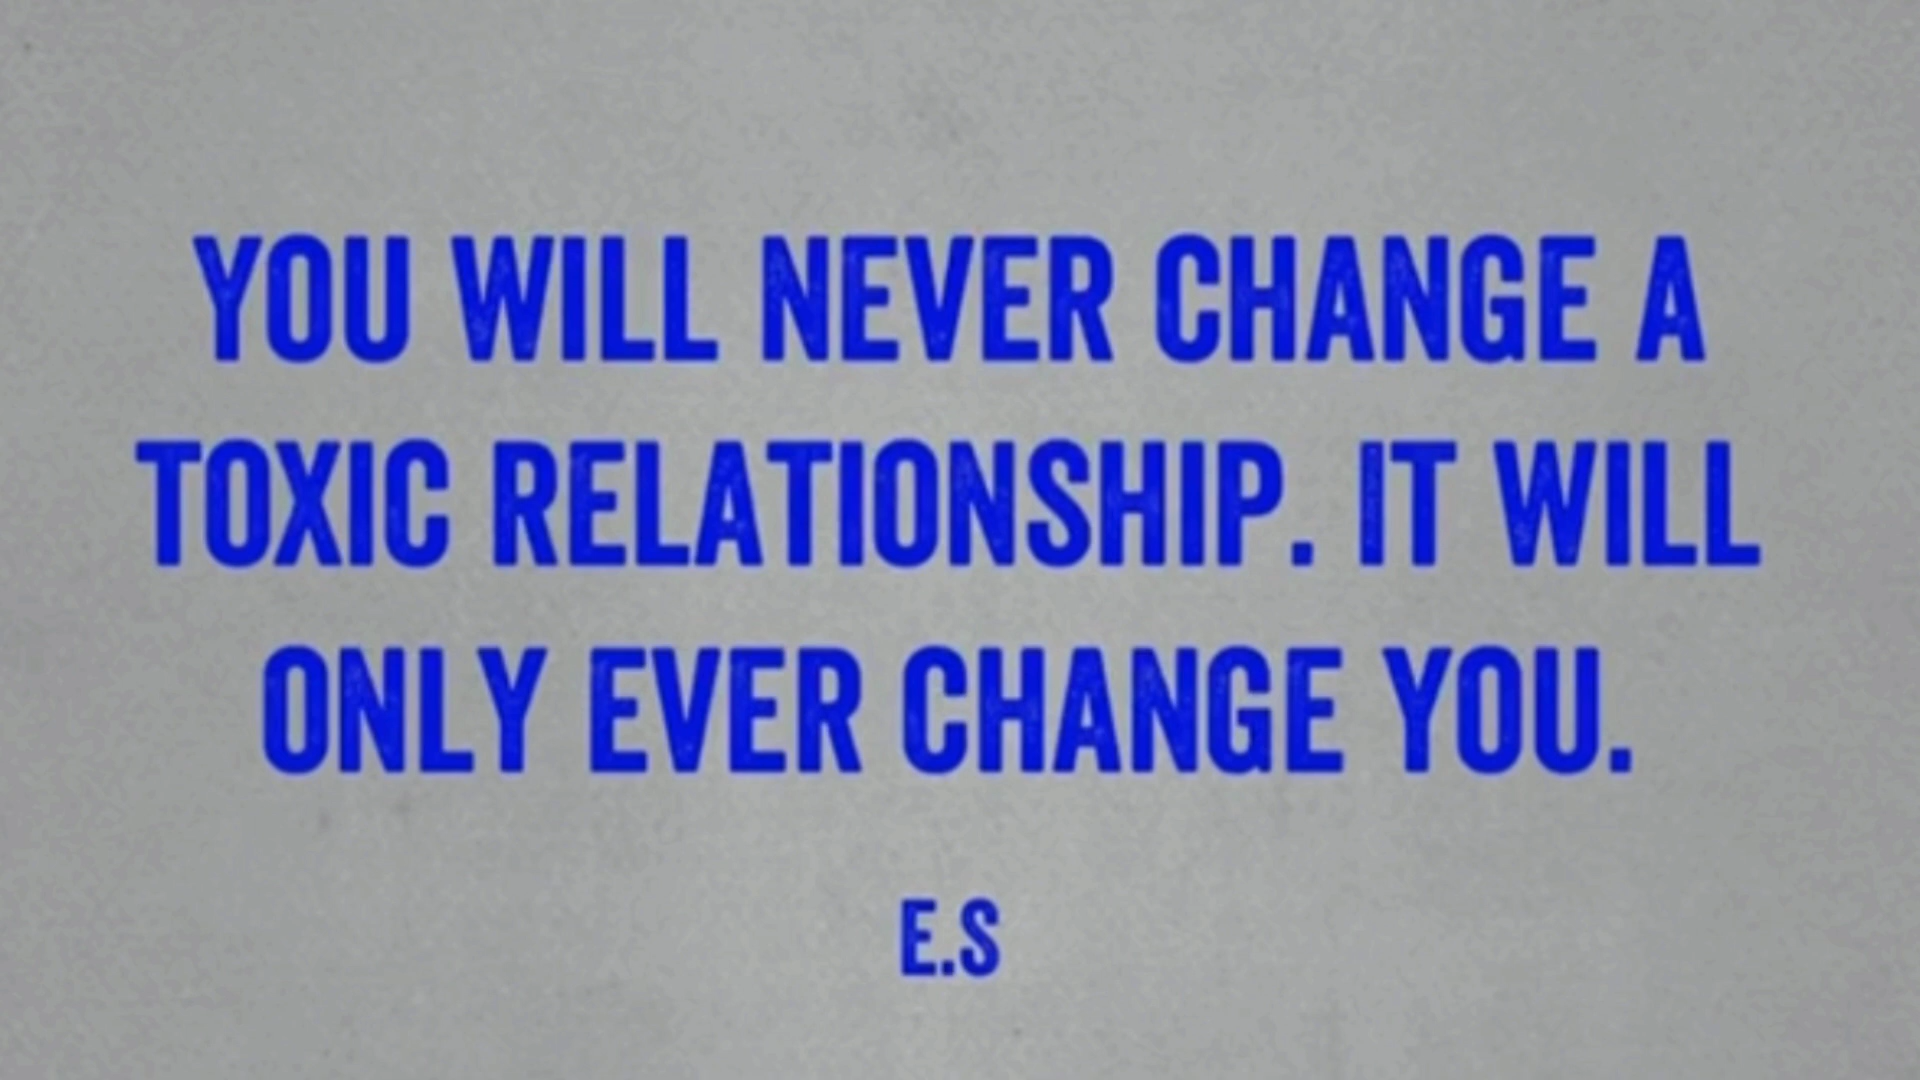 YOU WILL NEVER CHANGE A
TOXIC RELATIONSHIP. IT WILL
ONLY EVER CHANGE YOU.
E.S